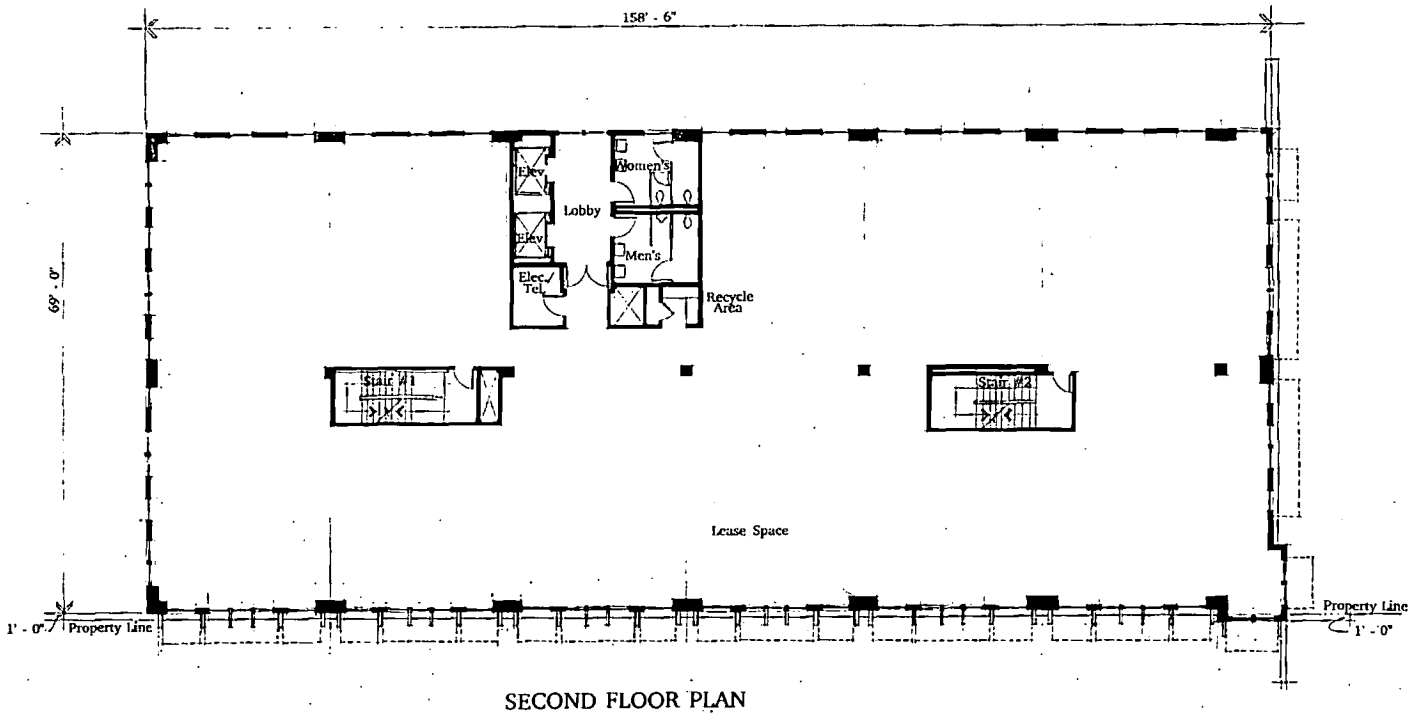 158' - 6"
Elev
Women's
Lobby
Elev
Men's
Elec./
Tel.
Recycle
Area
69' - 0"
Stair #1
Stair #2
Lease Space
1' - 0"
Property Line
Property Line
1' - 0"
SECOND FLOOR PLAN